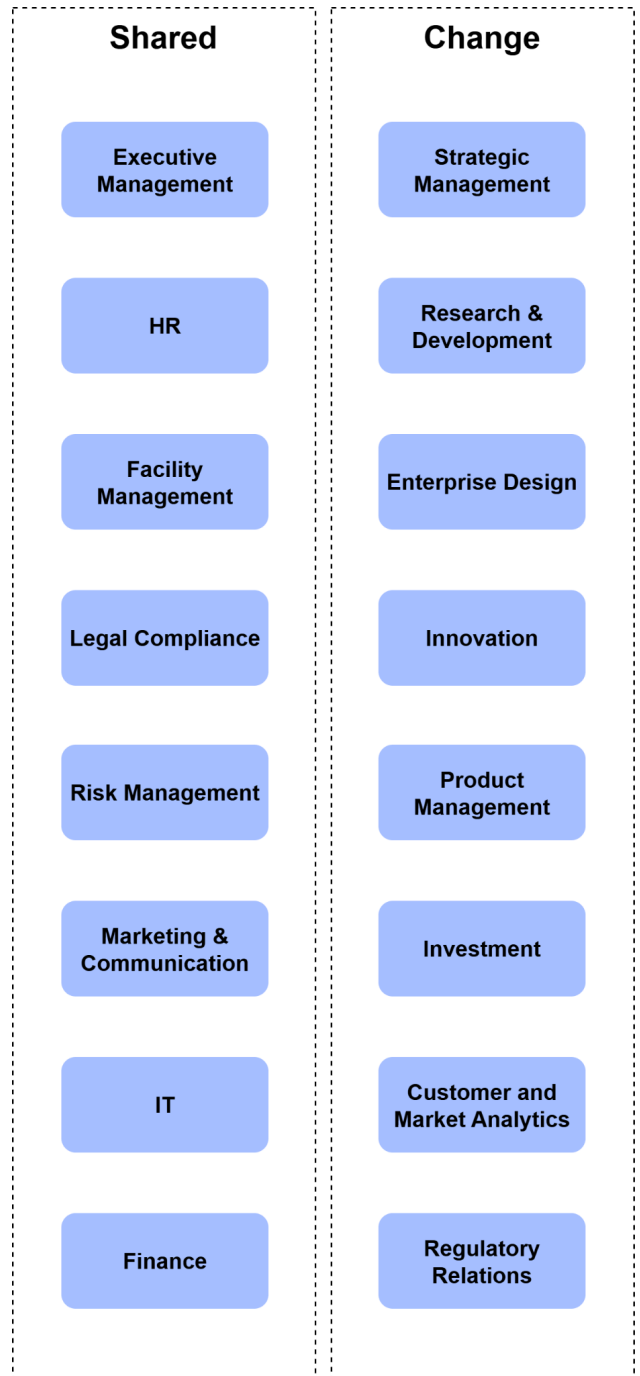 Shared
Executive
Management
HR
Facility
Management
Legal Compliance
Risk Management
Marketing &
Communication
IT
Finance
Change
Strategic
Management
Research &
Development
Enterprise Design
Innovation
Product
Management
Investment
Customer and
Market Analytics
Regulatory
Relations